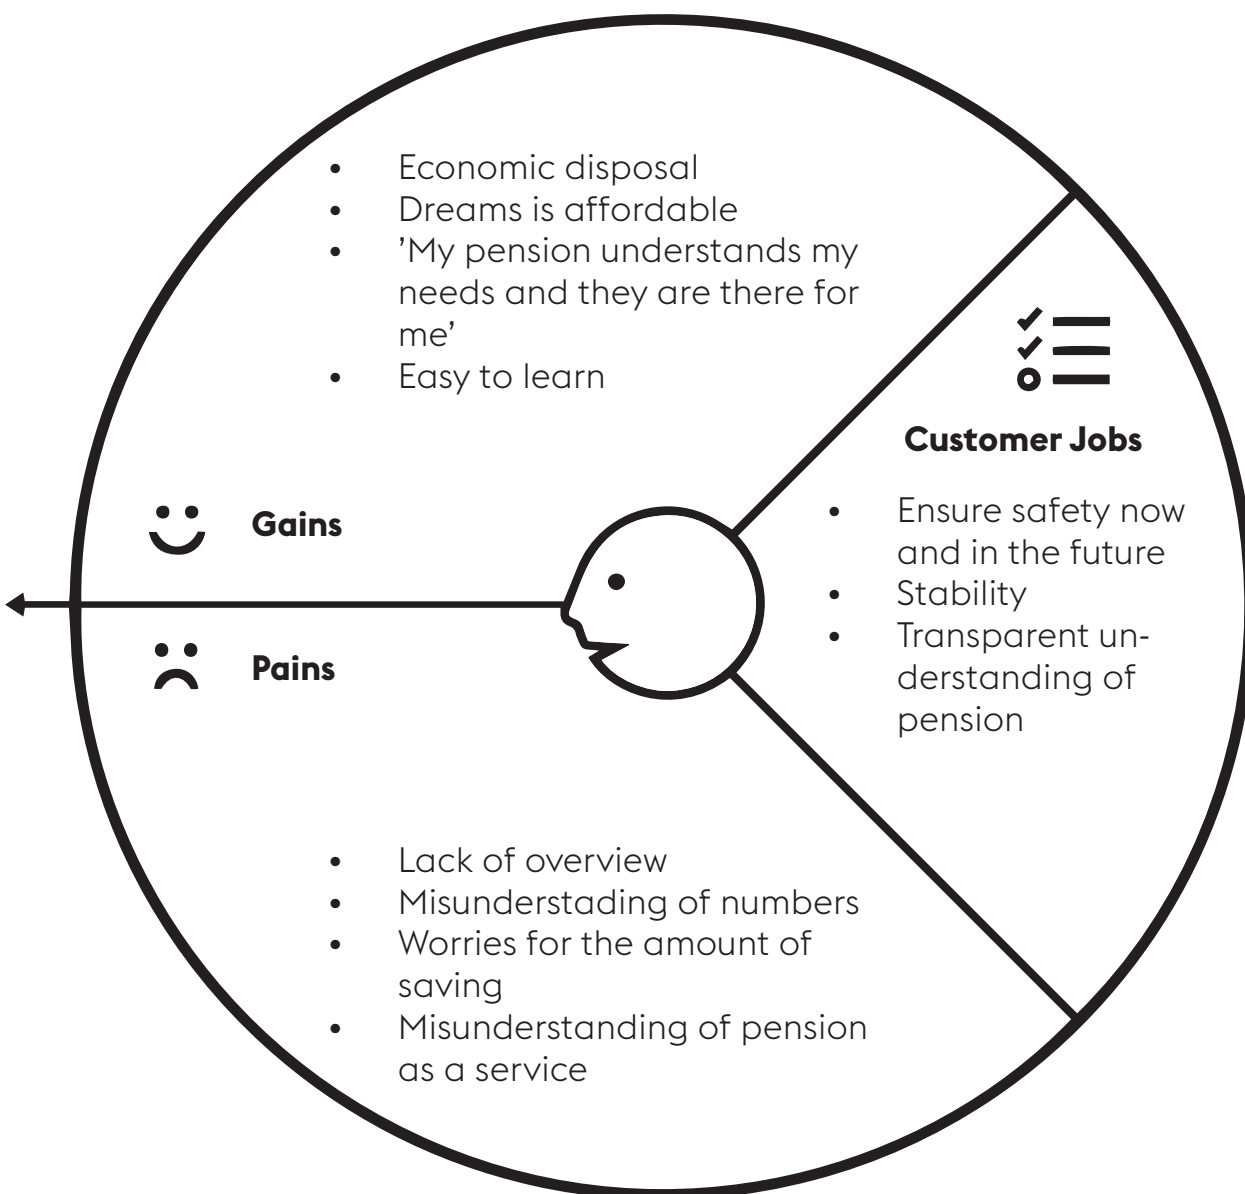 • Economic disposal
• Dreams is affordable
• ’My pension understands my
needs and they are there for
me’
• Easy to learn
Gains
Pains
• Lack of overview
• Misunderstading of numbers
• Worries for the amount of
saving
• Misunderstanding of pension
as a service
Customer Jobs
• Ensure safety now
and in the future
• Stability
• Transparent un-
derstanding of
pension